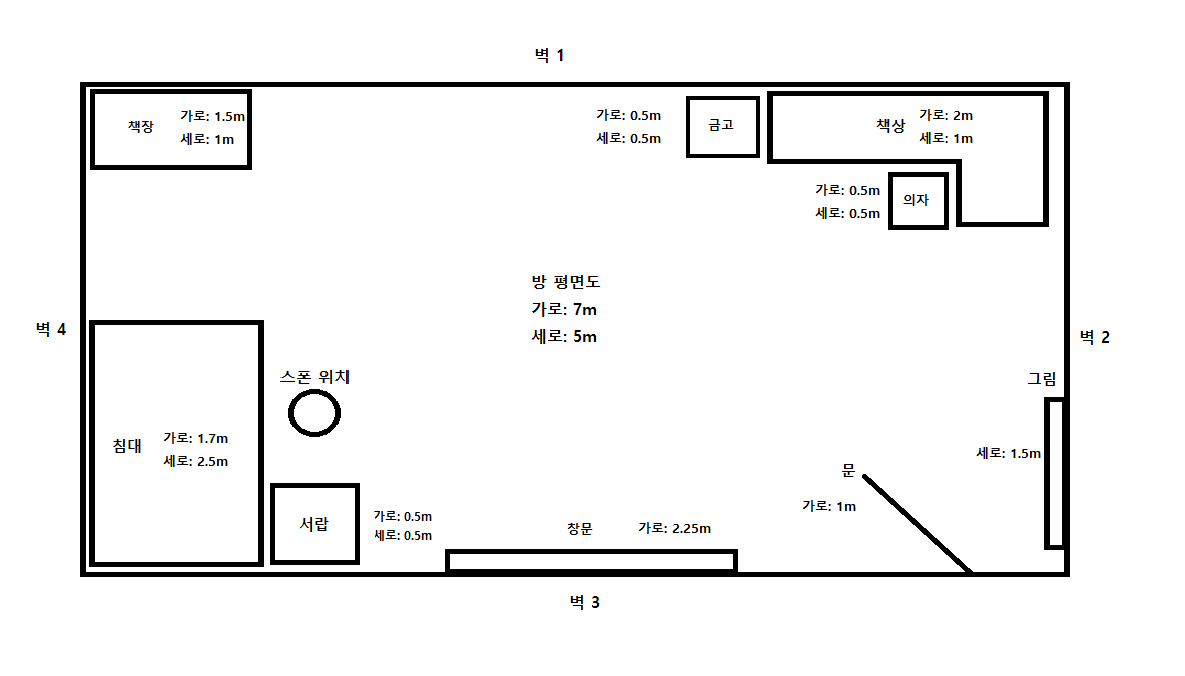 벽 1
책장
가로: 1.5m
세로: 1m
가로: 0.5m
세로: 0.5m
금고
책상
가로: 2m
세로: 1m
가로: 0.5m
세로: 0.5m
의자
방 평면도
가로: 7m
세로: 5m
벽 4
벽 2
스폰 위치
그림
침대
가로: 1.7m
세로: 2.5m
세로: 1.5m
문
가로: 1m
서랍
가로: 0.5m
세로: 0.5m
창문
가로: 2.25m
벽 3